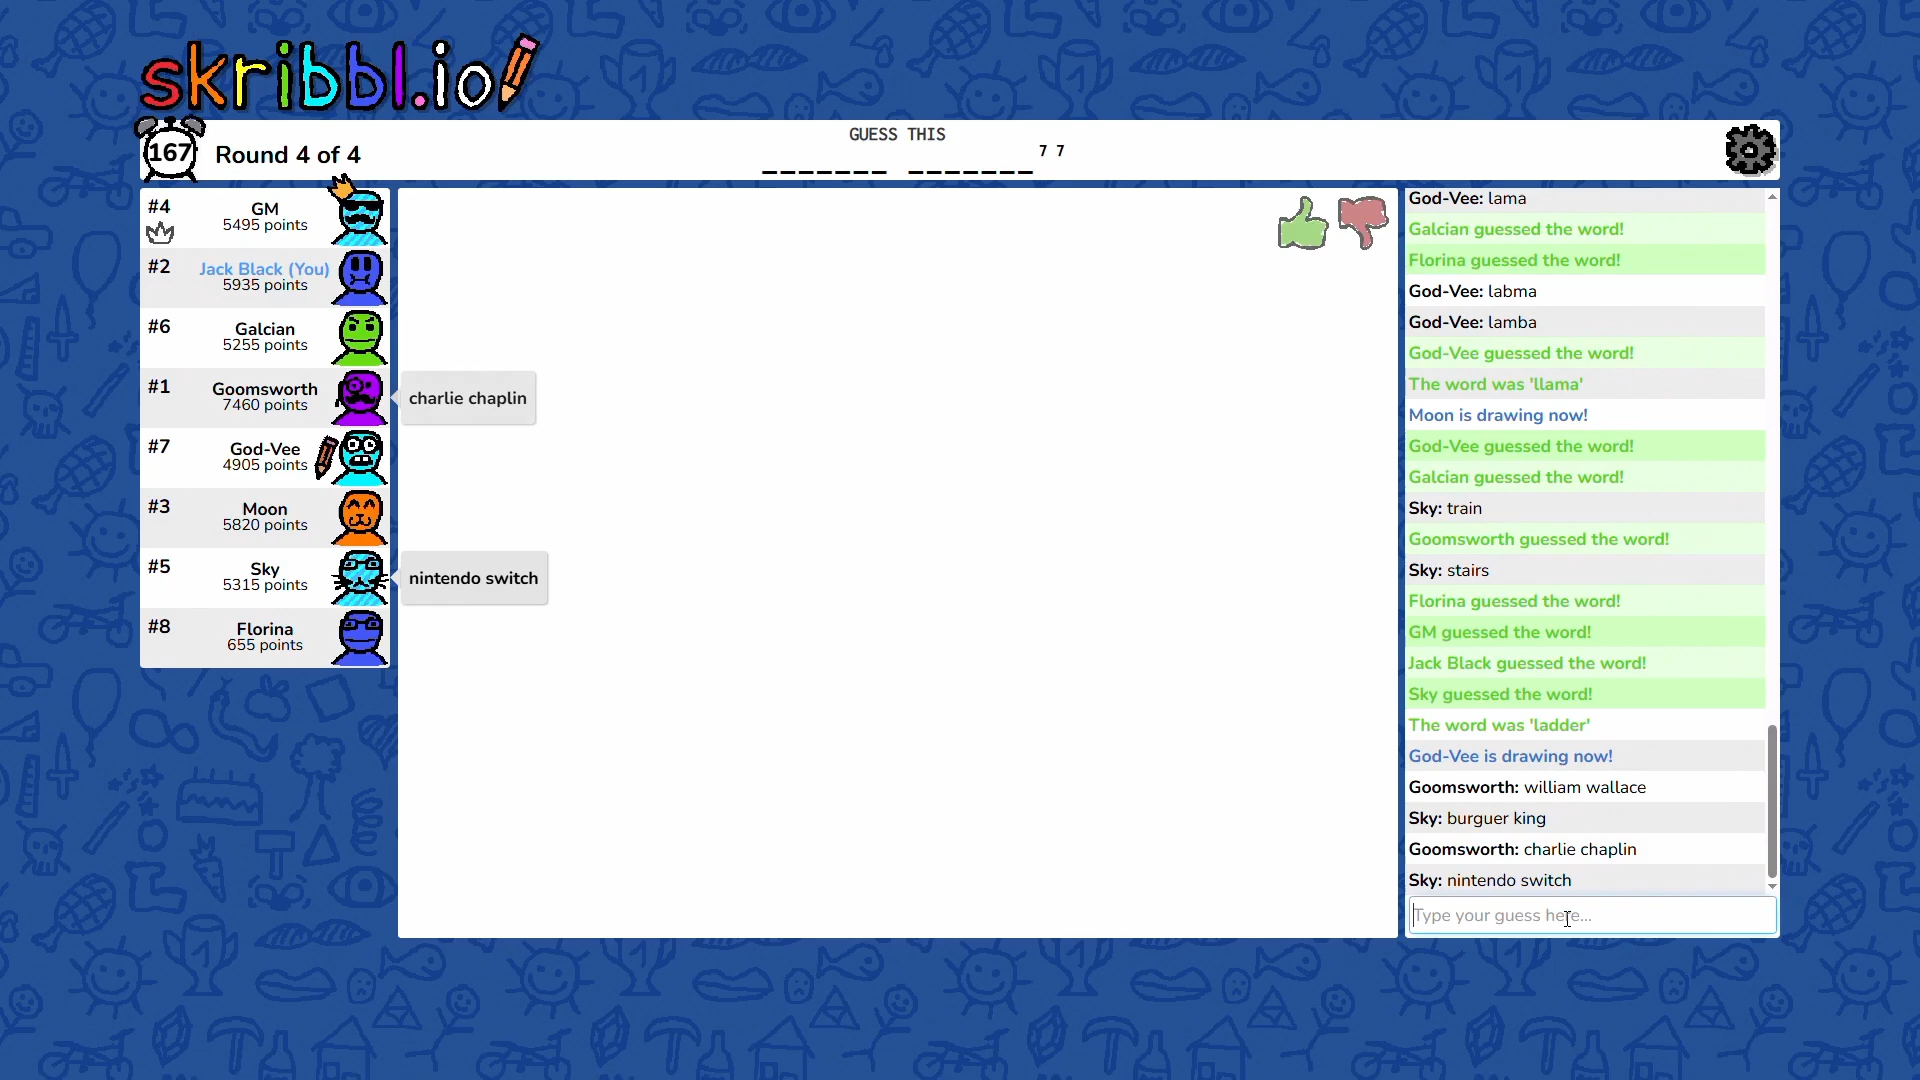 skribbl.io
167
Round 4 of 4
GUESS THIS
_______ _______ 7 7
#4
GM
5495 points
#2
Jack Black (You)
5935 points
#6
Galcian
5255 points
#1
Goomsworth
7460 points
charlie chaplin
#7
God-Vee
4905 points
#3
Moon
5820 points
#5
Sky
5315 points
nintendo switch
#8
Florina
655 points
God-Vee: lama
Galcian guessed the word!
Florina guessed the word!
God-Vee: labma
God-Vee: lamba
God-Vee guessed the word!
The word was 'llama'
Moon is drawing now!
God-Vee guessed the word!
Galcian guessed the word!
Sky: train
Goomsworth guessed the word!
Sky: stairs
Florina guessed the word!
GM guessed the word!
Jack Black guessed the word!
Sky guessed the word!
The word was 'ladder'
God-Vee is drawing now!
Goomsworth: william wallace
Sky: burguer king
Goomsworth: charlie chaplin
Sky: nintendo switch
Type your guess here...